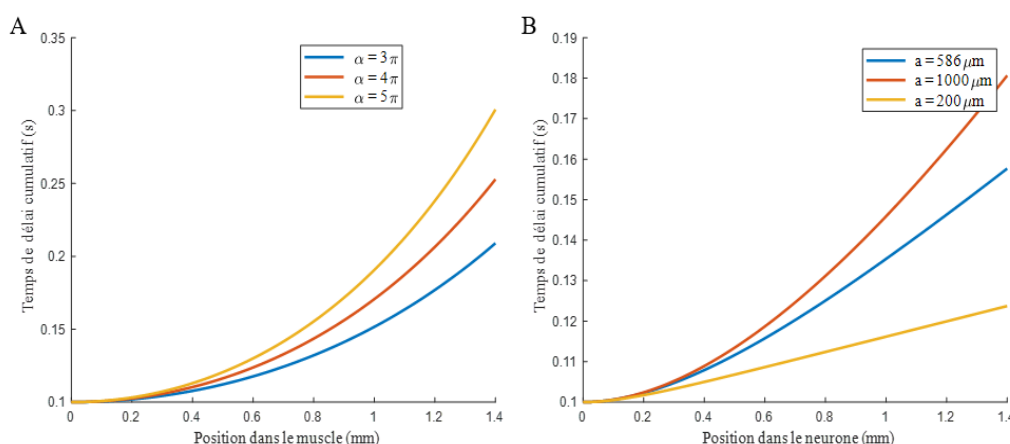 A
Temps de délai cumulatif (s)
0.35
0.3
0.25
0.2
0.15
0.1
α = 3π
α = 4π
α = 5π
0 0.2 0.4 0.6 0.8 1 1.2 1.4
Position dans le muscle (mm)
B
Temps de délai cumulatif (s)
0.19
0.18
0.17
0.16
0.15
0.14
0.13
0.12
0.11
0.1
a = 586 μm
a = 1000 μm
a = 200 μm
0 0.2 0.4 0.6 0.8 1 1.2 1.4
Position dans le neurone (mm)